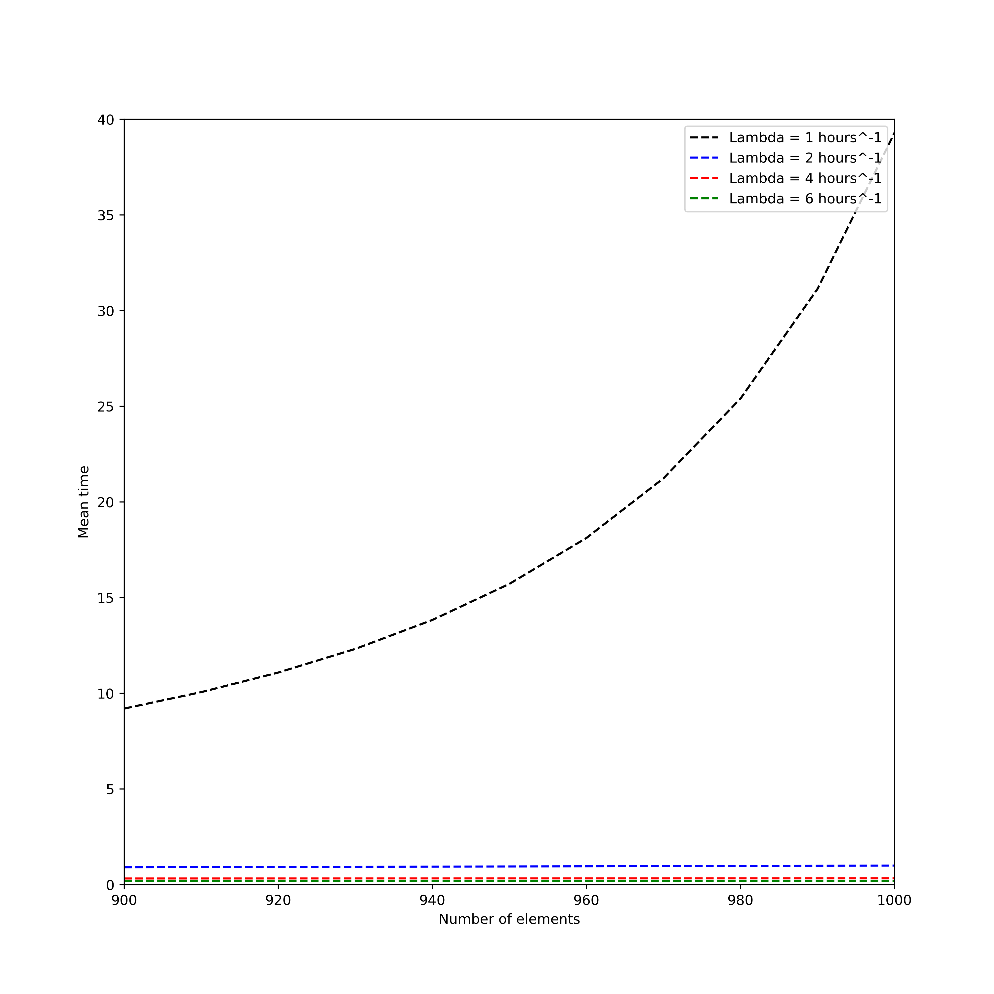 40
35
30
25
20
15
10
5
0
Mean time
Lambda = 1 hours^-1
Lambda = 2 hours^-1
Lambda = 4 hours^-1
Lambda = 6 hours^-1
900 920 940 960 980 1000
Number of elements